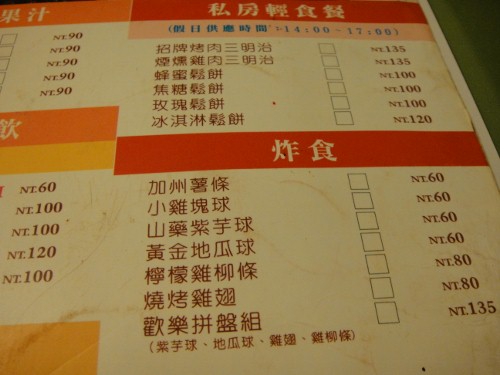 果汁
NT.90
NT.90
NT.90
NT.90
飲
NT.60
NT.100
NT.100
NT.120
NT.100
私房輕食餐
(假日供應時間:14:00~17:00)
招牌烤肉三明治 NT.135
煙燻雞肉三明治 NT.135
蜂蜜鬆餅 NT.100
焦糖鬆餅 NT.100
玫瑰鬆餅 NT.100
冰淇淋鬆餅 NT.120
炸食
加州薯條 NT.60
小雞塊球 NT.60
山藥紫芋球 NT.60
黃金地瓜球 NT.60
檸檬雞柳條 NT.80
燒烤雞翅 NT.80
歡樂拼盤組 NT.135
(紫芋球、地瓜球、雞翅、雞柳條)